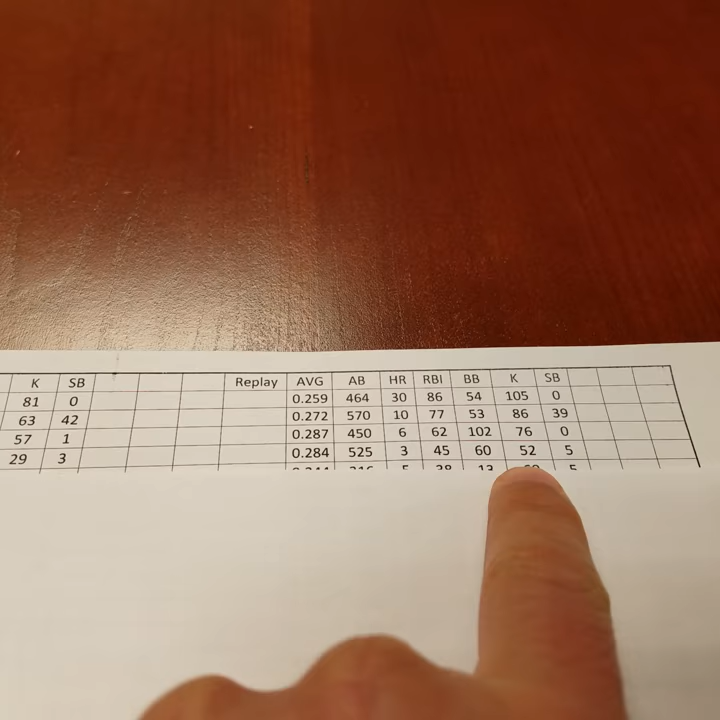 K SB Replay AVG AB HR RBI BB K SB
81 0 0.259 464 30 86 54 105 0
63 42 0.272 570 10 77 53 86 39
57 1 0.287 450 6 62 102 76 0
29 3 0.284 525 3 45 60 52 5